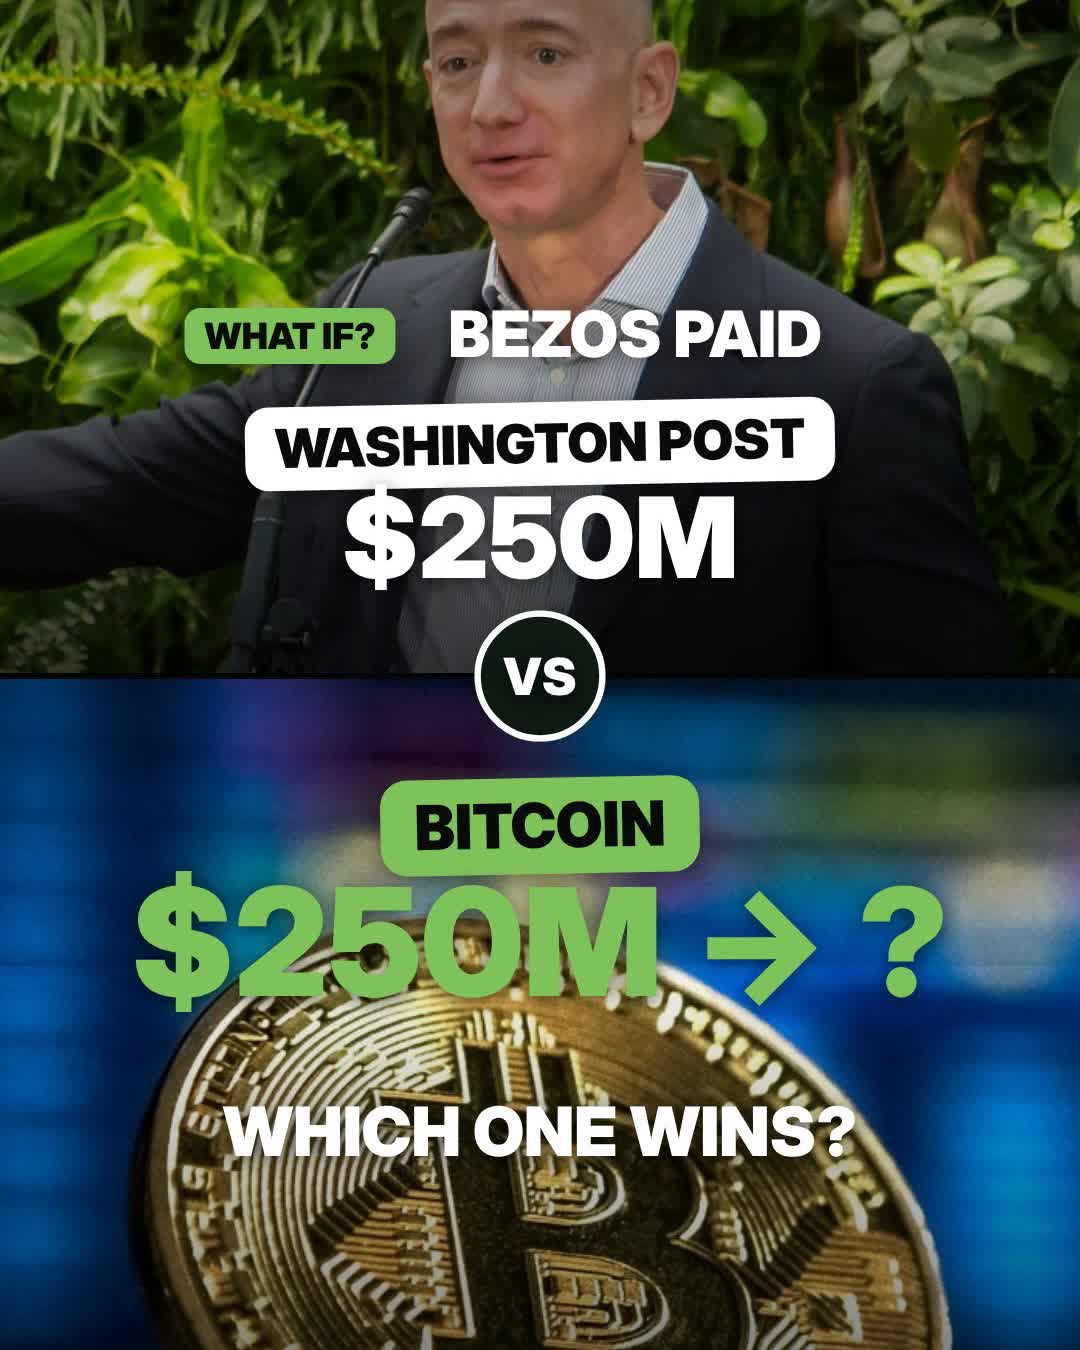 WHAT IF? BEZOS PAID
WASHINGTON POST
$250M
VS
BITCOIN
$250M → ?
WHICH ONE WINS?